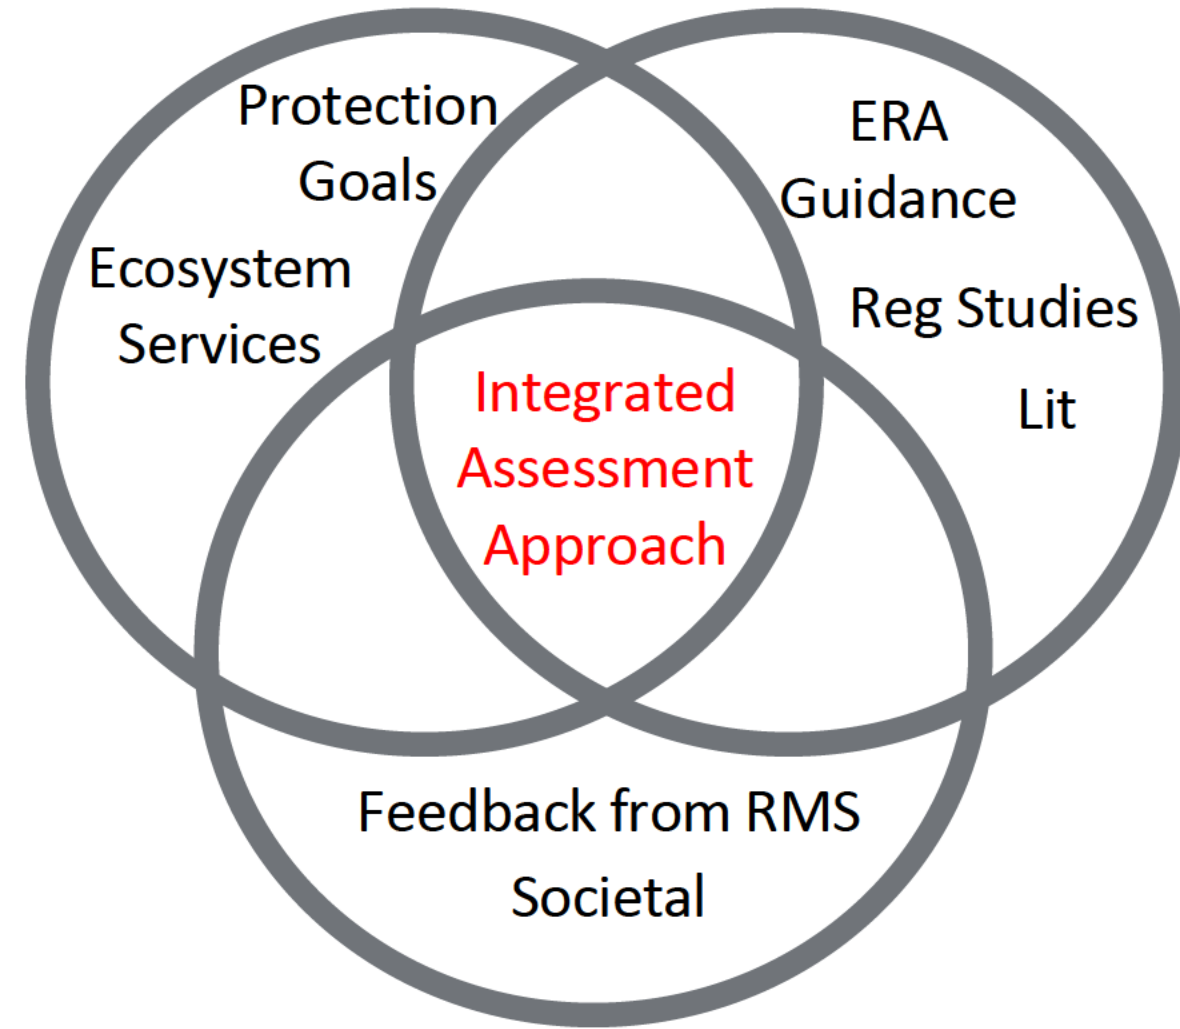 Protection
Goals
Ecosystem
Services
ERA
Guidance
Reg Studies
Lit
Integrated
Assessment
Approach
Feedback from RMS
Societal